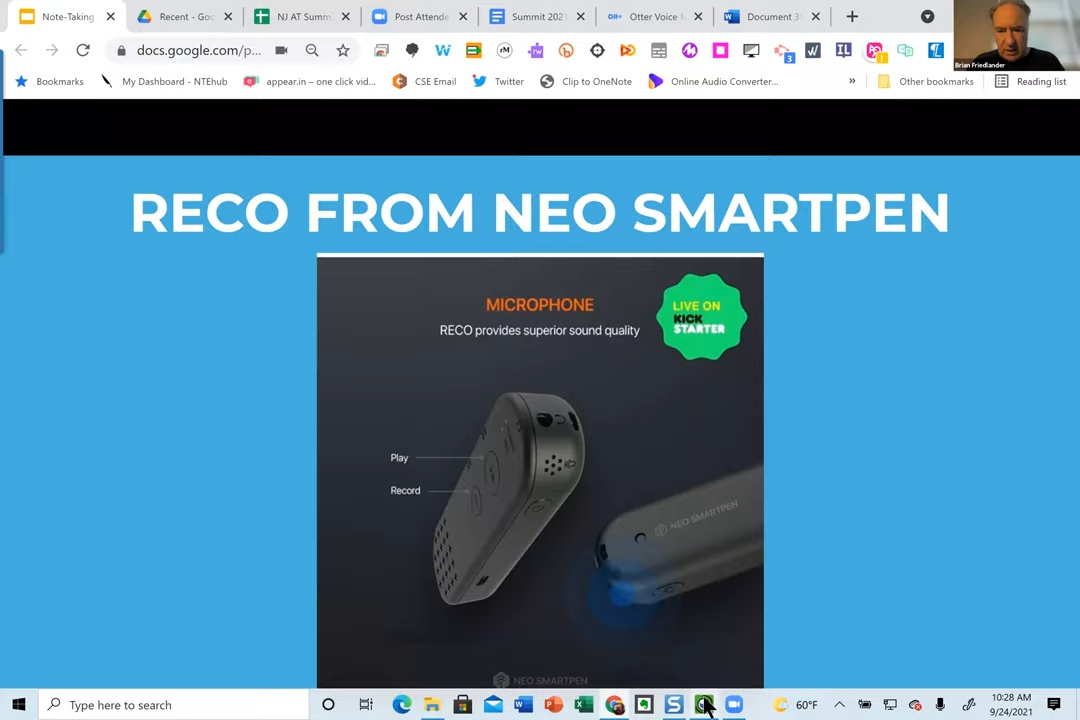 Note-Taking
Recent - Goo
NJ AT Summ
Post Attende
Summit 2021
Otter Voice M
Document 3
docs.google.com/p...
3
Brian Friedlander
Bookmarks
My Dashboard - NTEhub
appear.in – one click vid...
CSE Email
Twitter
Clip to OneNote
Online Audio Converter...
»
Other bookmarks
Reading list
RECO FROM NEO SMARTPEN
MICROPHONE
RECO provides superior sound quality
LIVE ON
KICK
STARTER
Play
Record
NEO SMARTPEN
NEO SMARTPEN
Type here to search
60°F
10:28 AM
9/24/2021